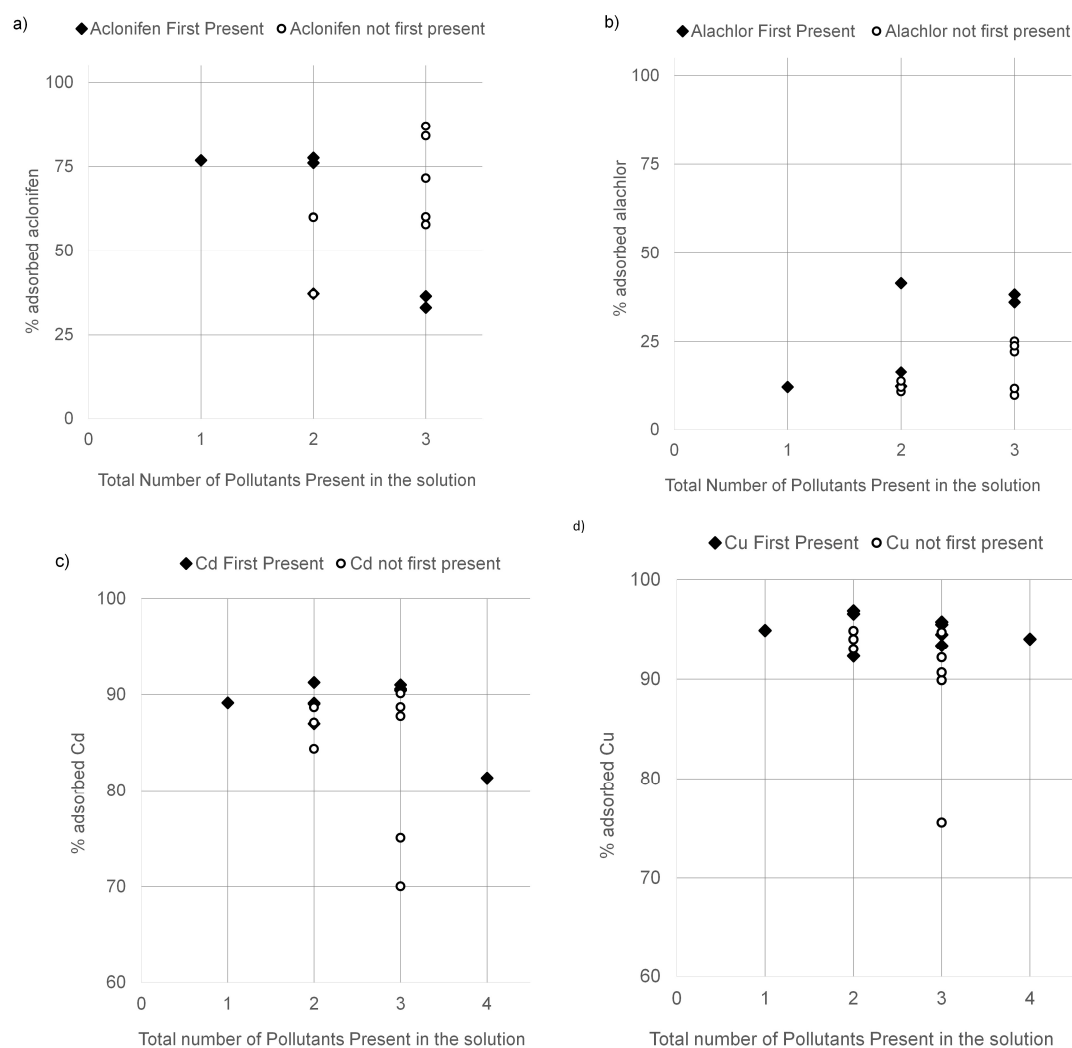 a)
Aclonifen First Present Aclonifen not first present
100
75
50
25
0
% adsorbed aclonifen
0 1 2 3
Total Number of Pollutants Present in the solution
b)
Alachlor First Present Alachlor not first present
100
75
50
25
0
% adsorbed alachlor
0 1 2 3
Total Number of Pollutants Present in the solution
c)
Cd First Present Cd not first present
100
90
80
70
60
% adsorbed Cd
0 1 2 3 4
Total number of Pollutants Present in the solution
d)
Cu First Present Cu not first present
100
90
80
70
60
% adsorbed Cu
0 1 2 3 4
Total number of Pollutants Present in the solution